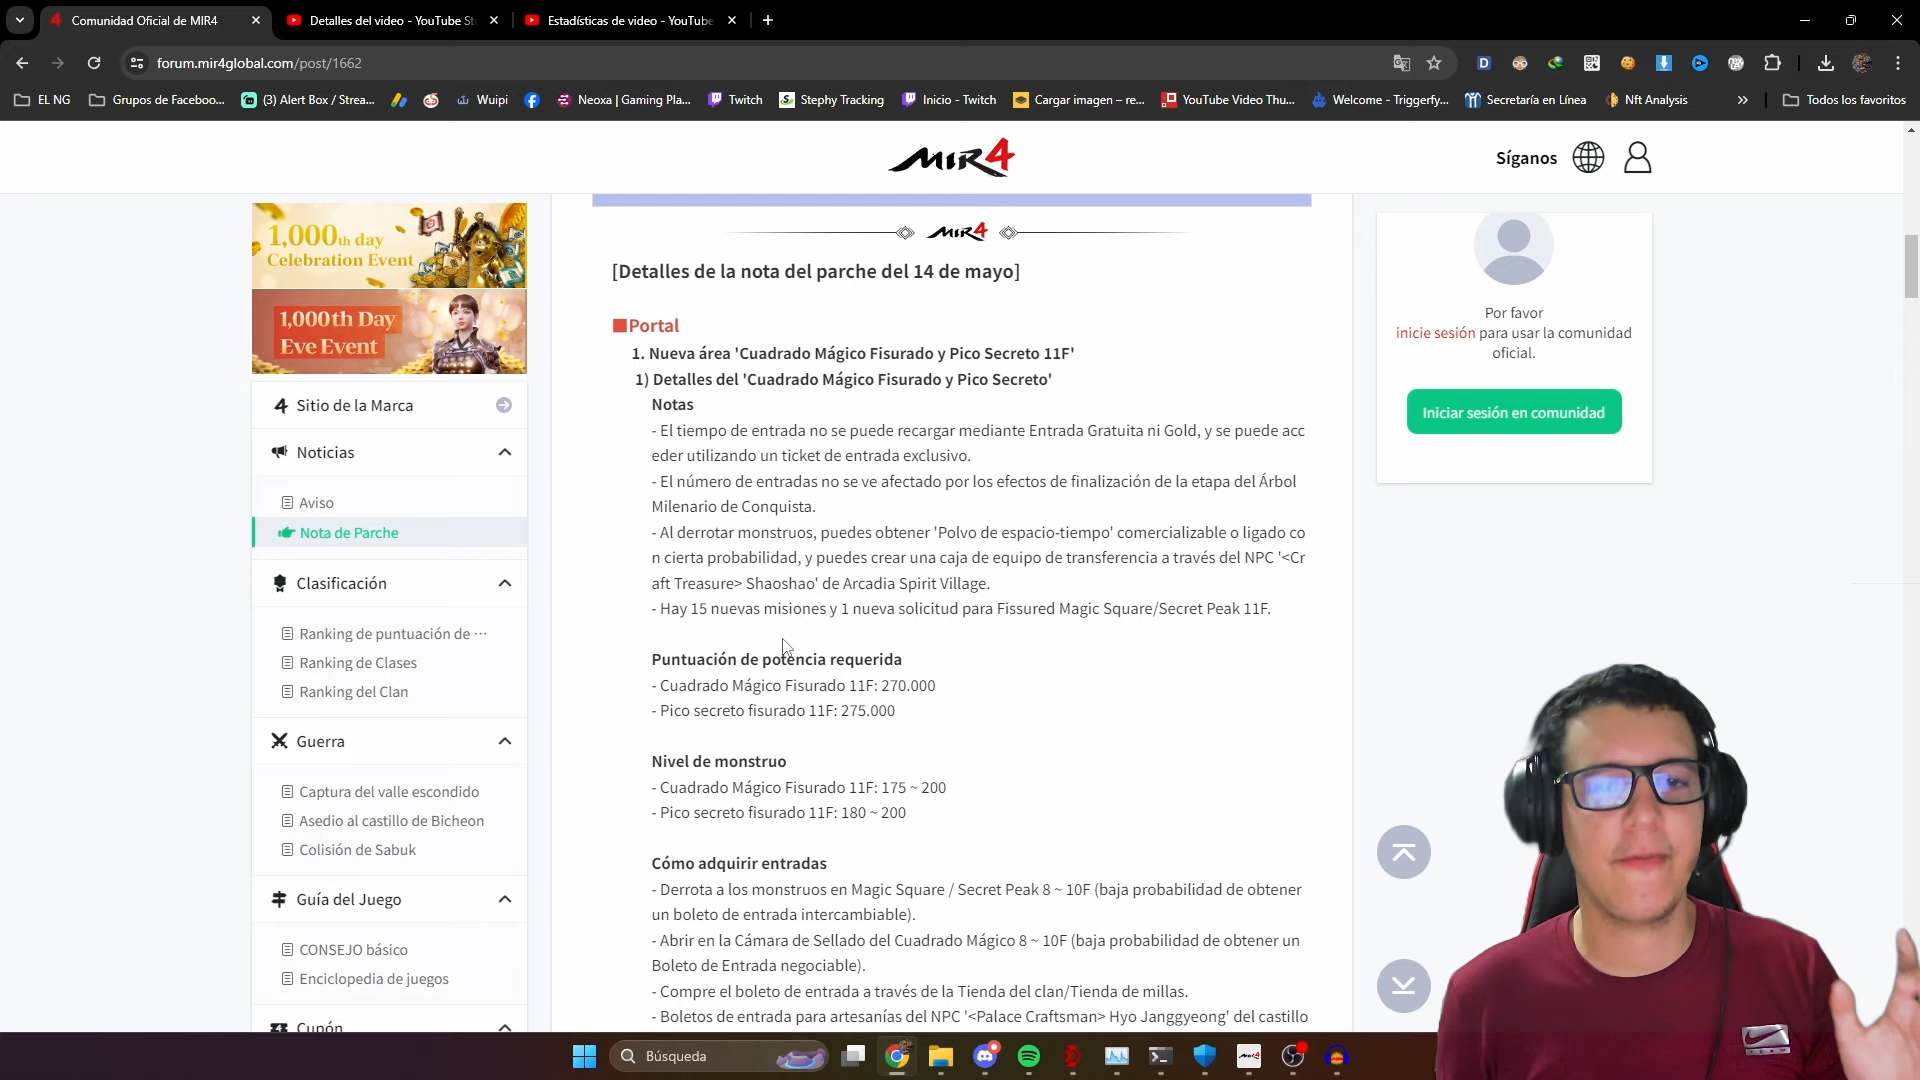 Comunidad Oficial de MIR4
Detalles del video - YouTube St
Estadísticas de video - YouTube
forum.mir4global.com/post/1662
EL NG
Grupos de Faceboo...
(3) Alert Box / Strea...
Wuipi
Neoxa | Gaming Pla...
Twitch
Stephy Tracking
Inicio - Twitch
Cargar imagen – re...
YouTube Video Thu...
Welcome - Triggerfy...
Secretaría en Línea
Nft Analysis
Todos los favoritos
MIR4
Síganos
1,000th day
Celebration Event
1,000th Day
Eve Event
Sitio de la Marca
Noticias
Aviso
Nota de Parche
Clasificación
Ranking de puntuación de ···
Ranking de Clases
Ranking del Clan
Guerra
Captura del valle escondido
Asedio al castillo de Bicheon
Colisión de Sabuk
Guía del Juego
CONSEJO básico
Enciclopedia de juegos
Cupón
MIR4
[Detalles de la nota del parche del 14 de mayo]
■Portal
1. Nueva área 'Cuadrado Mágico Fisurado y Pico Secreto 11F'
1) Detalles del 'Cuadrado Mágico Fisurado y Pico Secreto'
Notas
- El tiempo de entrada no se puede recargar mediante Entrada Gratuita ni Gold, y se puede acc
eder utilizando un ticket de entrada exclusivo.
- El número de entradas no se ve afectado por los efectos de finalización de la etapa del Árbol
Milenario de Conquista.
- Al derrotar monstruos, puedes obtener 'Polvo de espacio-tiempo' comercializable o ligado co
n cierta probabilidad, y puedes crear una caja de equipo de transferencia a través del NPC '<Cr
aft Treasure> Shaoshao' de Arcadia Spirit Village.
- Hay 15 nuevas misiones y 1 nueva solicitud para Fissured Magic Square/Secret Peak 11F.
Puntuación de potencia requerida
- Cuadrado Mágico Fisurado 11F: 270.000
- Pico secreto fisurado 11F: 275.000
Nivel de monstruo
- Cuadrado Mágico Fisurado 11F: 175 ~ 200
- Pico secreto fisurado 11F: 180 ~ 200
Cómo adquirir entradas
- Derrota a los monstruos en Magic Square / Secret Peak 8 ~ 10F (baja probabilidad de obtener
un boleto de entrada intercambiable).
- Abrir en la Cámara de Sellado del Cuadrado Mágico 8 ~ 10F (baja probabilidad de obtener un
Boleto de Entrada negociable).
- Compre el boleto de entrada a través de la Tienda del clan/Tienda de millas.
- Boletos de entrada para artesanías del NPC '<Palace Craftsman> Hyo Janggyeong' del castillo
Por favor
inicie sesión para usar la comunidad
oficial.
Iniciar sesión en comunidad
Búsqueda